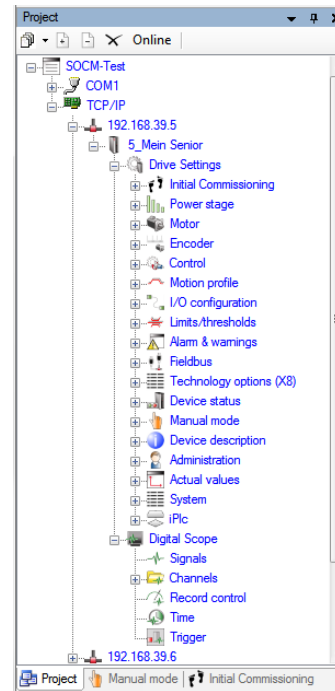 Project
Online
SOCM-Test
COM1
TCP/IP
192.168.39.5
5_Mein Senior
Drive Settings
Initial Commissioning
Power stage
Motor
Encoder
Control
Motion profile
I/O configuration
Limits/thresholds
Alarm & warnings
Fieldbus
Technology options (X8)
Device status
Manual mode
Device description
Administration
Actual values
System
iPlc
Digital Scope
Signals
Channels
Record control
Time
Trigger
192.168.39.6
Project Manual mode Initial Commissioning